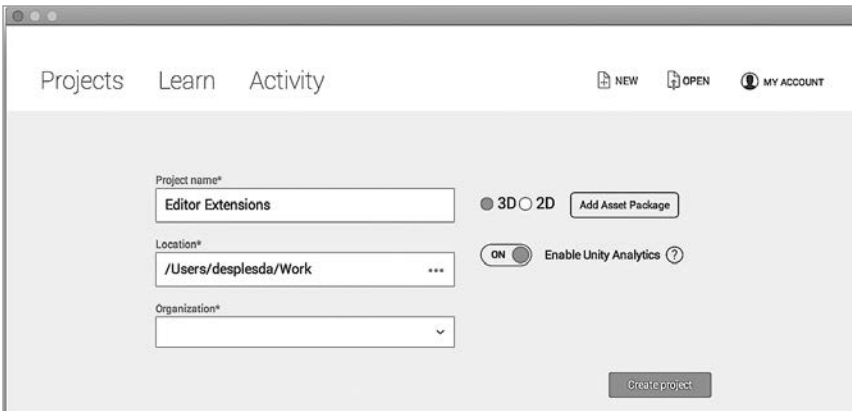 Projects Learn Activity NEW OPEN MY ACCOUNT
Project name*
Editor Extensions
3D 2D Add Asset Package
Location*
/Users/desplesda/Work ...
ON Enable Unity Analytics ?
Organization*
Create project